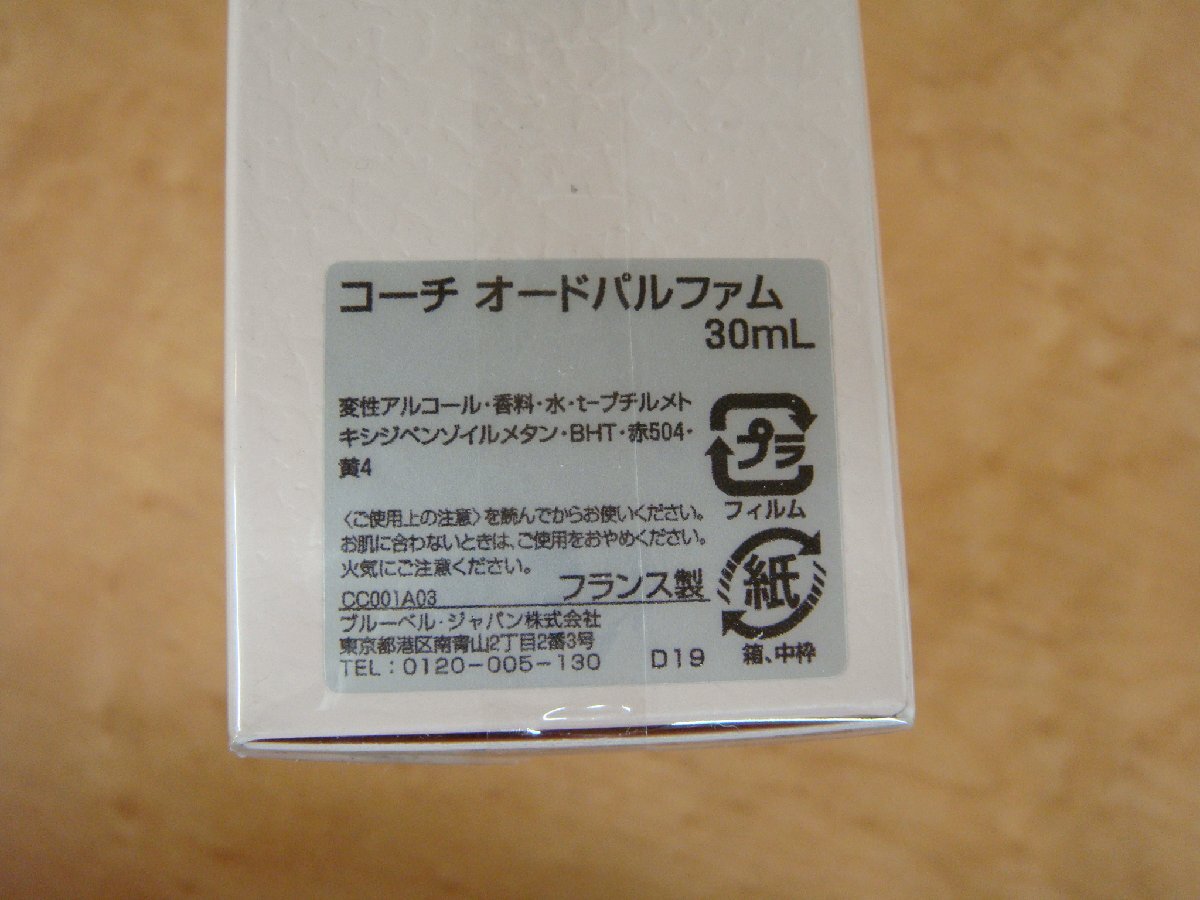 コーチ オードパルファム
30mL
変性アルコール・香料・水・t-ブチルメト
キシジベンゾイルメタン・BHT・赤504・
黄4
プラ
フィルム
〈ご使用上の注意〉を読んでからお使いください。
お肌に合わないときは、ご使用をおやめください。
火気にご注意ください。
CC001A03
フランス製
紙
箱、中枠
ブルーベル・ジャパン株式会社
東京都港区南青山2丁目2番3号
TEL：0120-005-130 D19